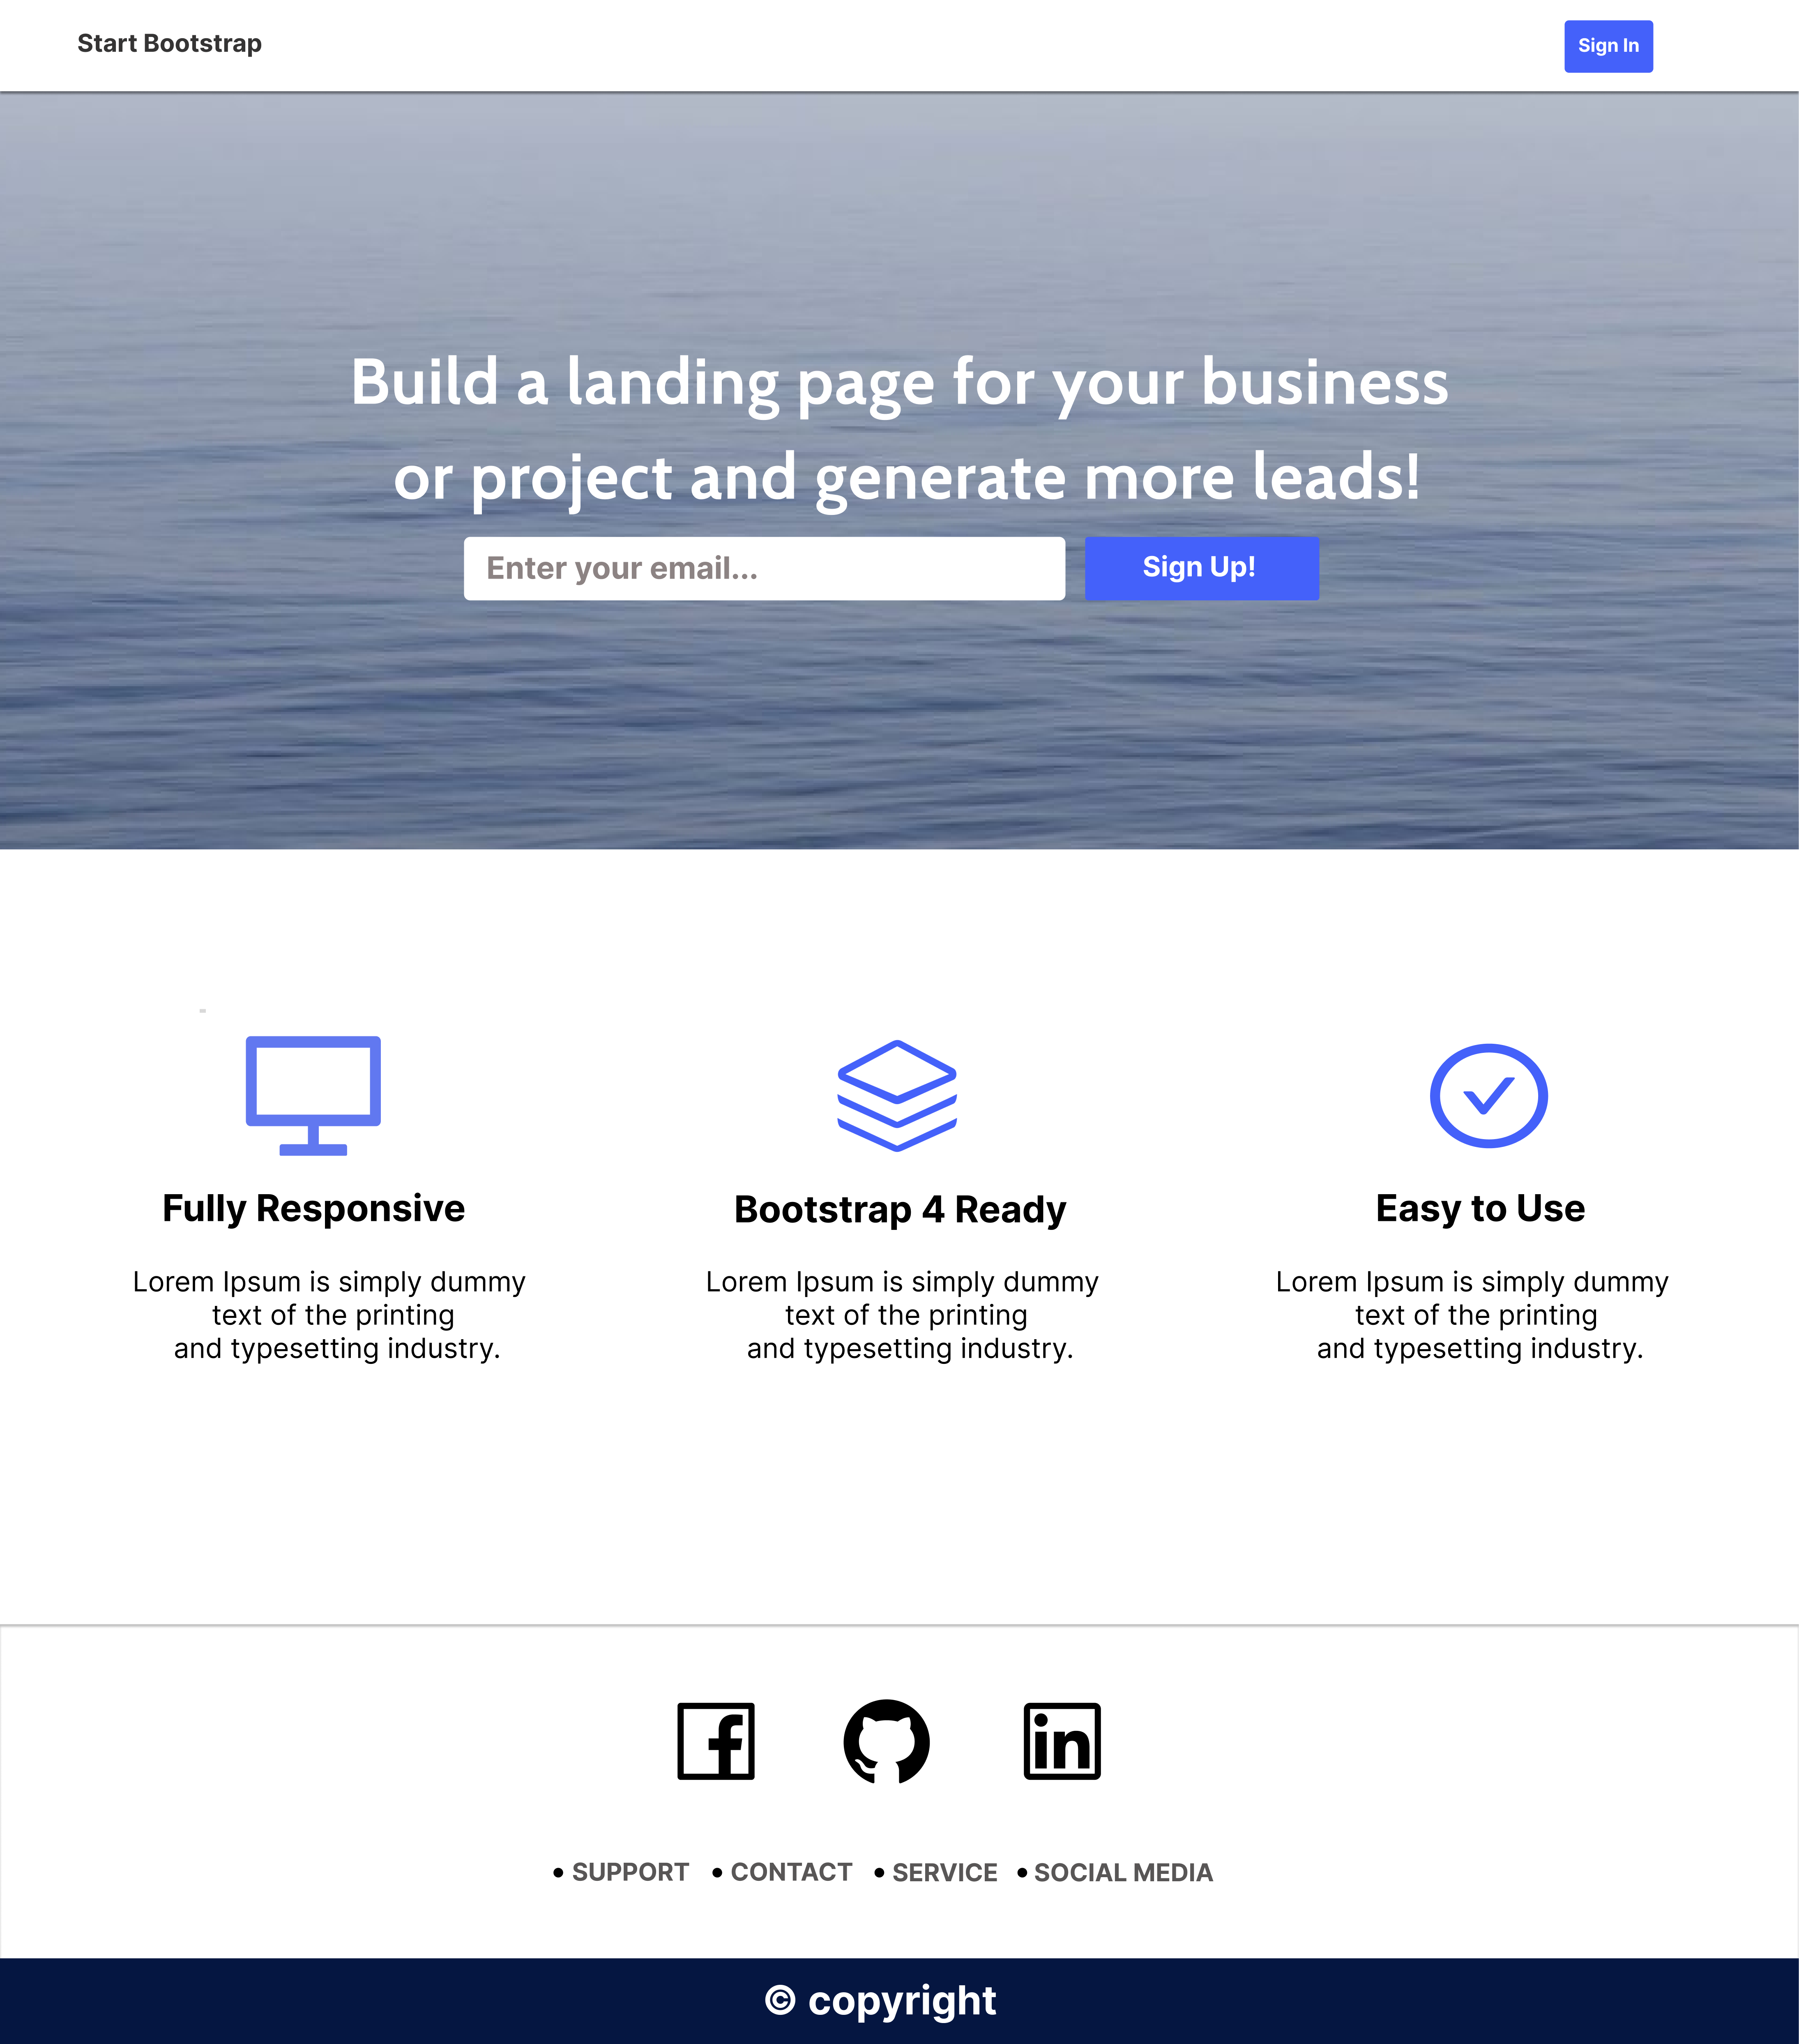 Start Bootstrap
Sign In
Build a landing page for your business
or project and generate more leads!
Enter your email...
Sign Up!
Fully Responsive
Lorem Ipsum is simply dummy
text of the printing
and typesetting industry.
Bootstrap 4 Ready
Lorem Ipsum is simply dummy
text of the printing
and typesetting industry.
Easy to Use
Lorem Ipsum is simply dummy
text of the printing
and typesetting industry.
• SUPPORT • CONTACT • SERVICE • SOCIAL MEDIA
© copyright